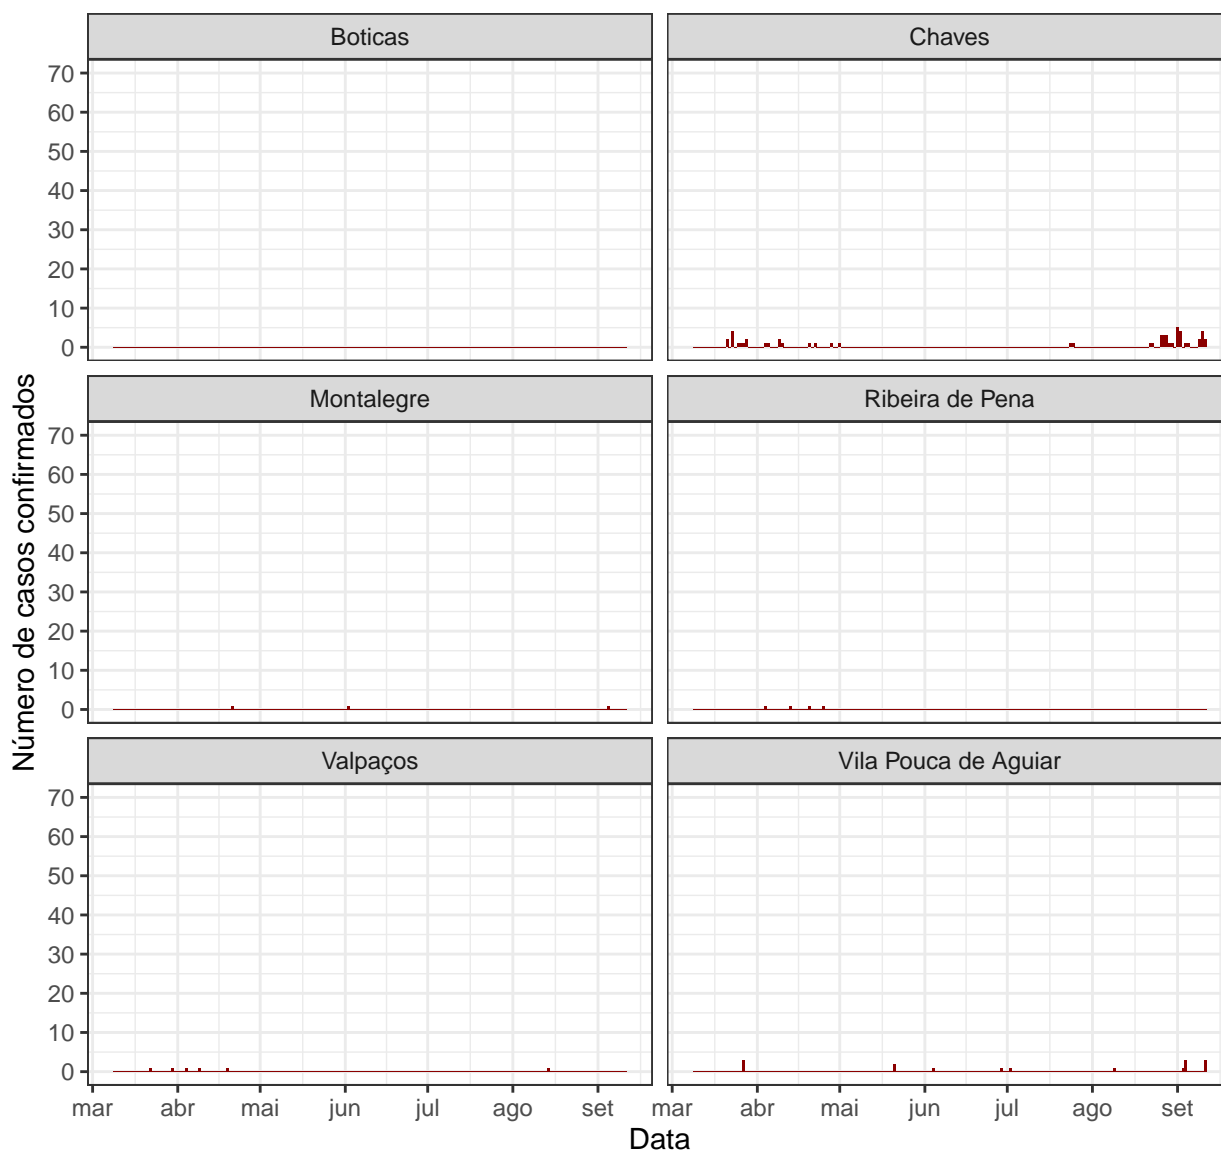 Boticas
Chaves
70
60
50
40
30
20
10
0
Montalegre
Ribeira de Pena
70
60
50
40
30
20
10
0
Número de casos confirmados
Valpaços
Vila Pouca de Aguiar
70
60
50
40
30
20
10
0
mar abr mai jun jul ago set mar abr mai jun jul ago set
Data